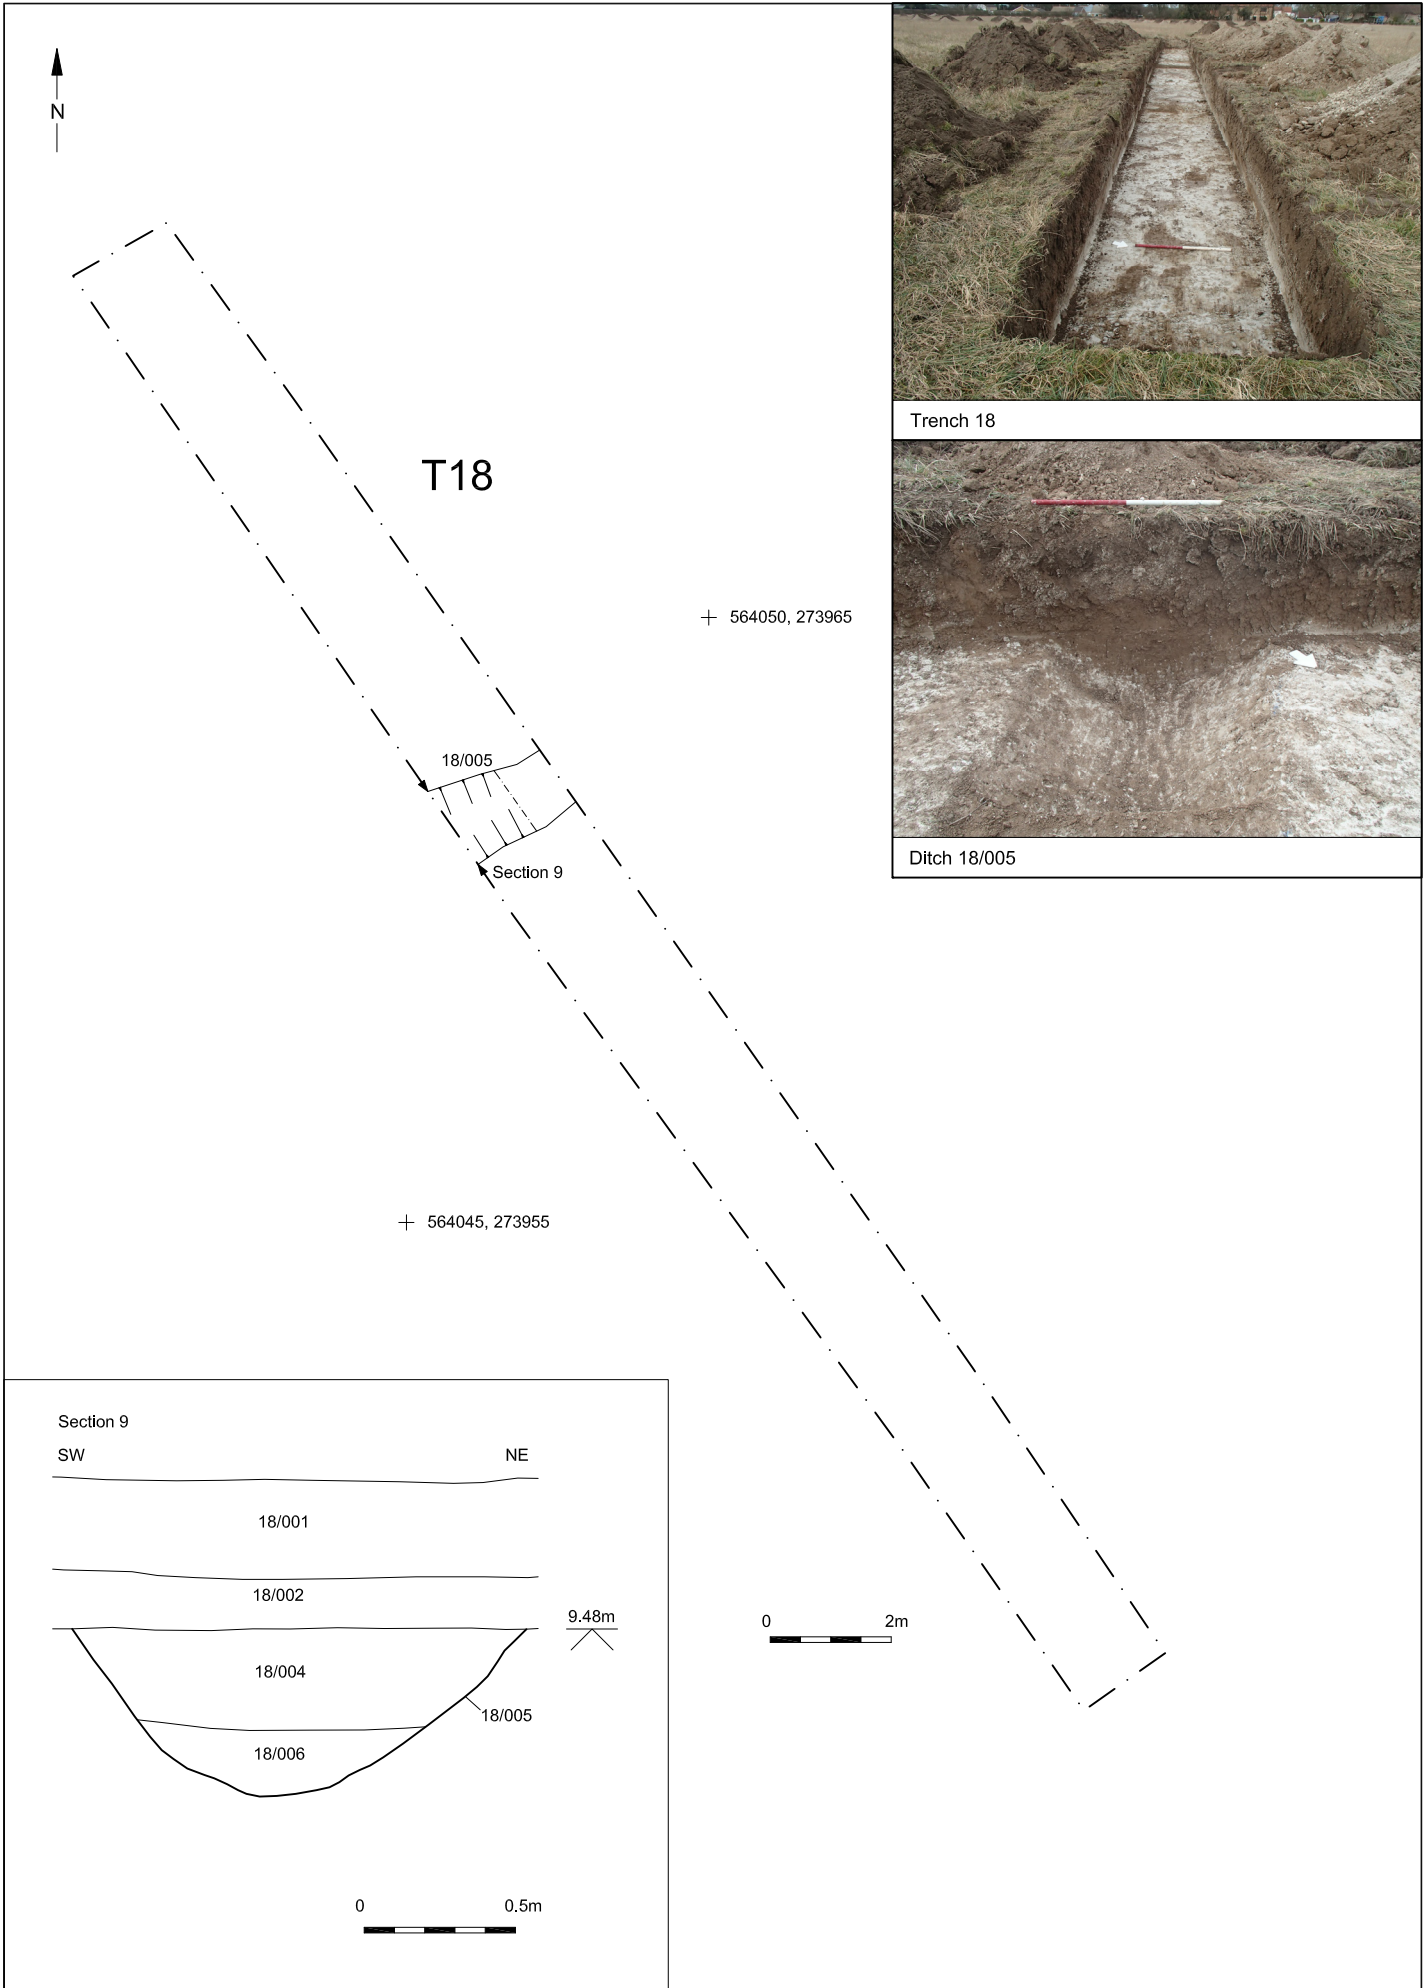 N
Trench 18
T18
564050, 273965
18/005
Ditch 18/005
Section 9
564045, 273955
Section 9
SW NE
18/001
18/002
9.48m
18/004
18/005
18/006
0 0.5m
0 2m